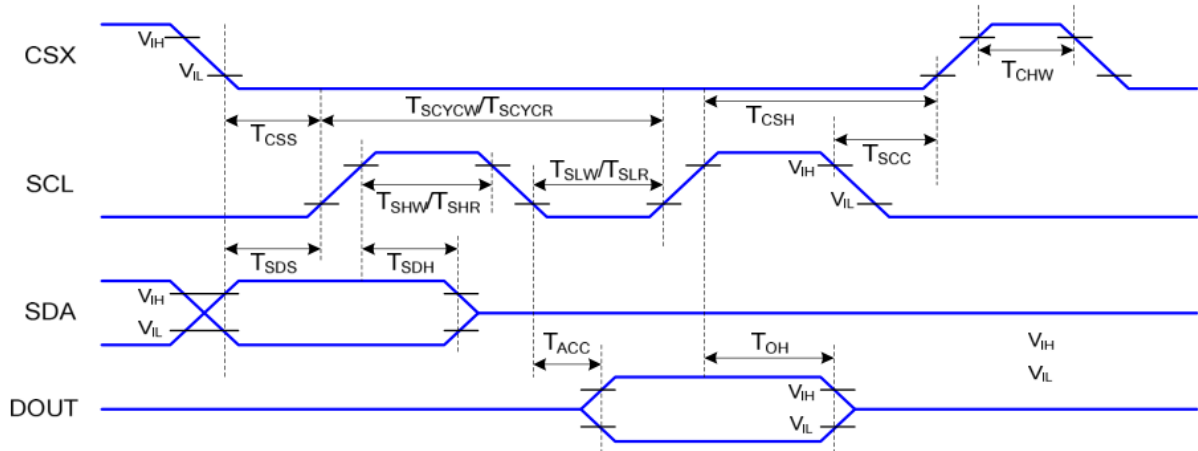 CSX
VIH
VIL
TCHW
TSCYCW/TSCYCR
TCSS
TCSH
TSCC
SCL
TSLW/TSLR
VIH
TSHW/TSHR
VIL
TSDS
TSDH
SDA
VIH
VIL
TACC
TOH
VIH
VIL
DOUT
VIH
VIL